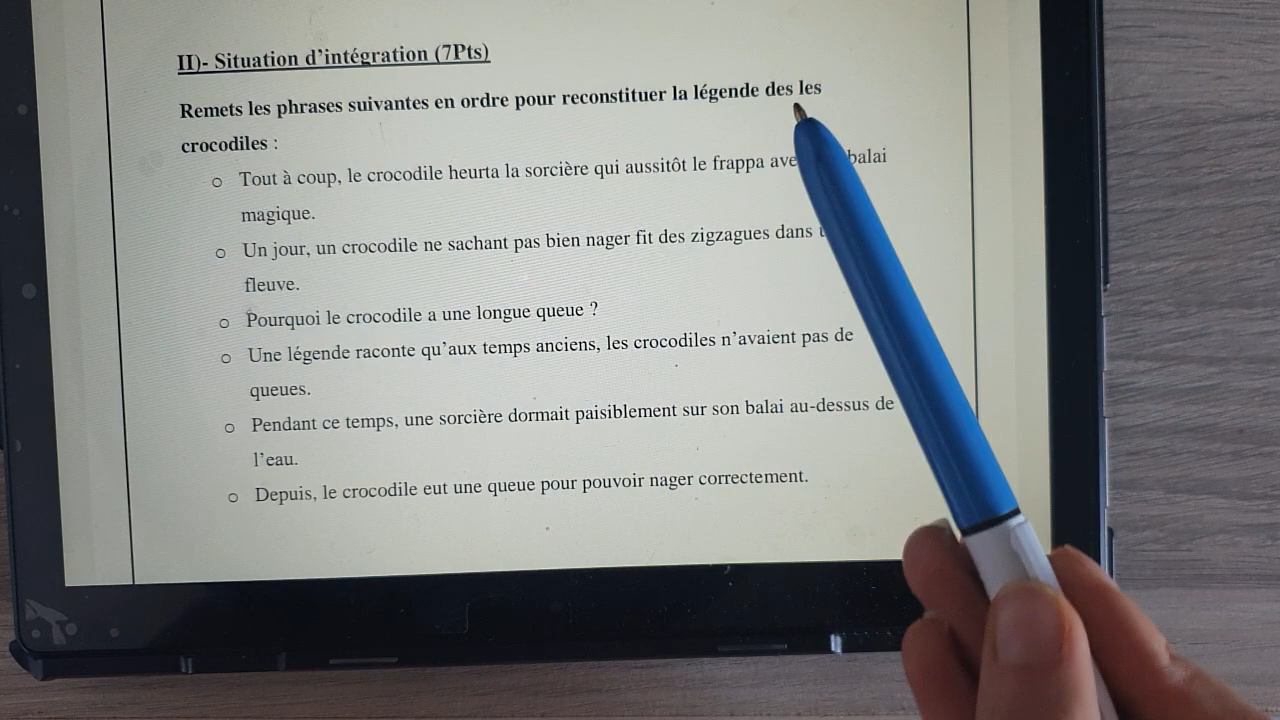 II)- Situation d'intégration (7Pts)
Remets les phrases suivantes en ordre pour reconstituer la légende des les
crocodiles :
o Tout à coup, le crocodile heurta la sorcière qui aussitôt le frappa balai
magique.
o Un jour, un crocodile ne sachant pas bien nager fit des zigzagues dans
fleuve.
o Pourquoi le crocodile a une longue queue ?
o Une légende raconte qu'aux temps anciens, les crocodiles n'avaient pas de
queues.
o Pendant ce temps, une sorcière dormait paisiblement sur son balai au-dessus de
l'eau.
o Depuis, le crocodile eut une queue pour pouvoir nager correctement.